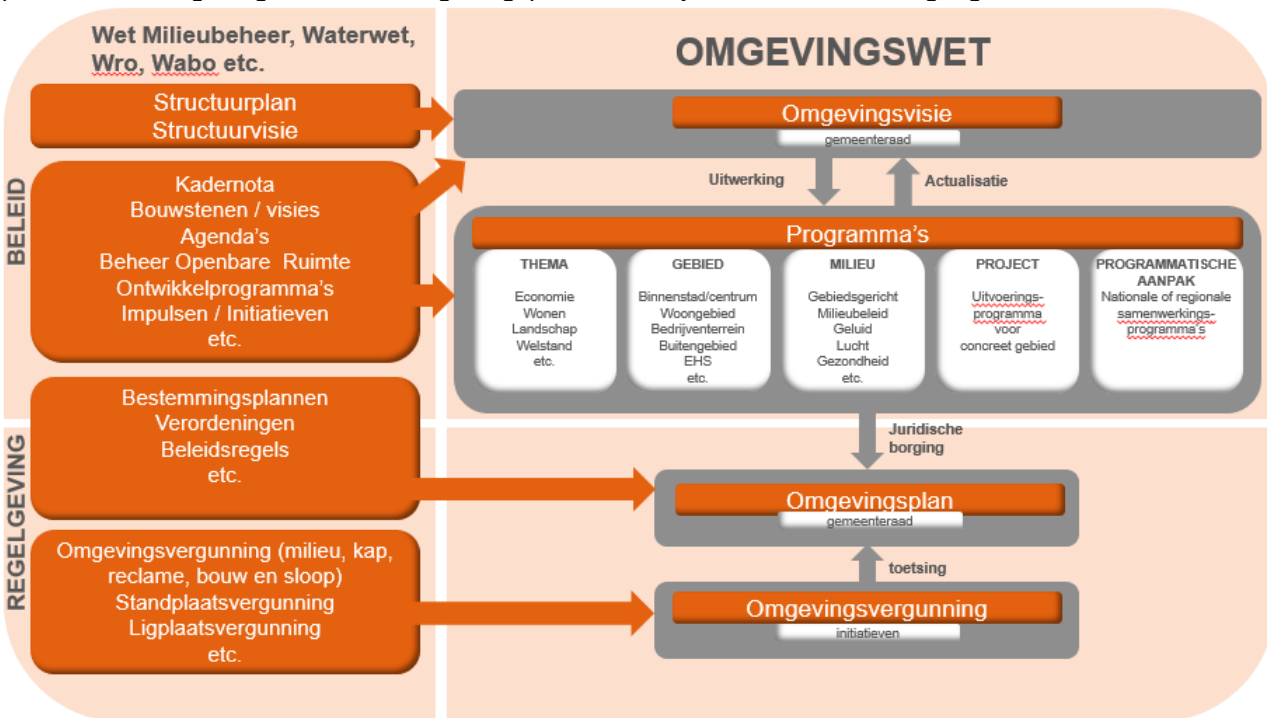 Wet Milieubeheer, Waterwet,
Wro, Wabo etc.
OMGEVINGSWET
BELEID
Structuurplan
Structuurvisie
Omgevingsvisie
gemeenteraad
Kadernota
Bouwstenen / visies
Agenda's
Beheer Openbare Ruimte
Ontwikkelprogramma's
Impulsen / Initiatieven
etc.
Uitwerking
Actualisatie
Programma's
THEMA
Economie
Wonen
Landschap
Welstand
etc.
GEBIED
Binnenstad/centrum
Woongebied
Bedrijventerrein
Buitengebied
EHS
etc.
MILIEU
Gebiedsgericht
Milieubeleid
Geluid
Lucht
Gezondheid
etc.
PROJECT
Uitvoerings-
programma
voor
concreet gebied
PROGRAMMATISCHE
AANPAK
Nationale of regionale
samenwerkings-
programma's
REGELGEVING
Bestemmingsplannen
Verordeningen
Beleidsregels
etc.
Juridische
borging
Omgevingsplan
gemeenteraad
toetsing
Omgevingsvergunning (milieu, kap,
reclame, bouw en sloop)
Standplaatsvergunning
Ligplaatsvergunning
etc.
Omgevingsvergunning
initiatieven